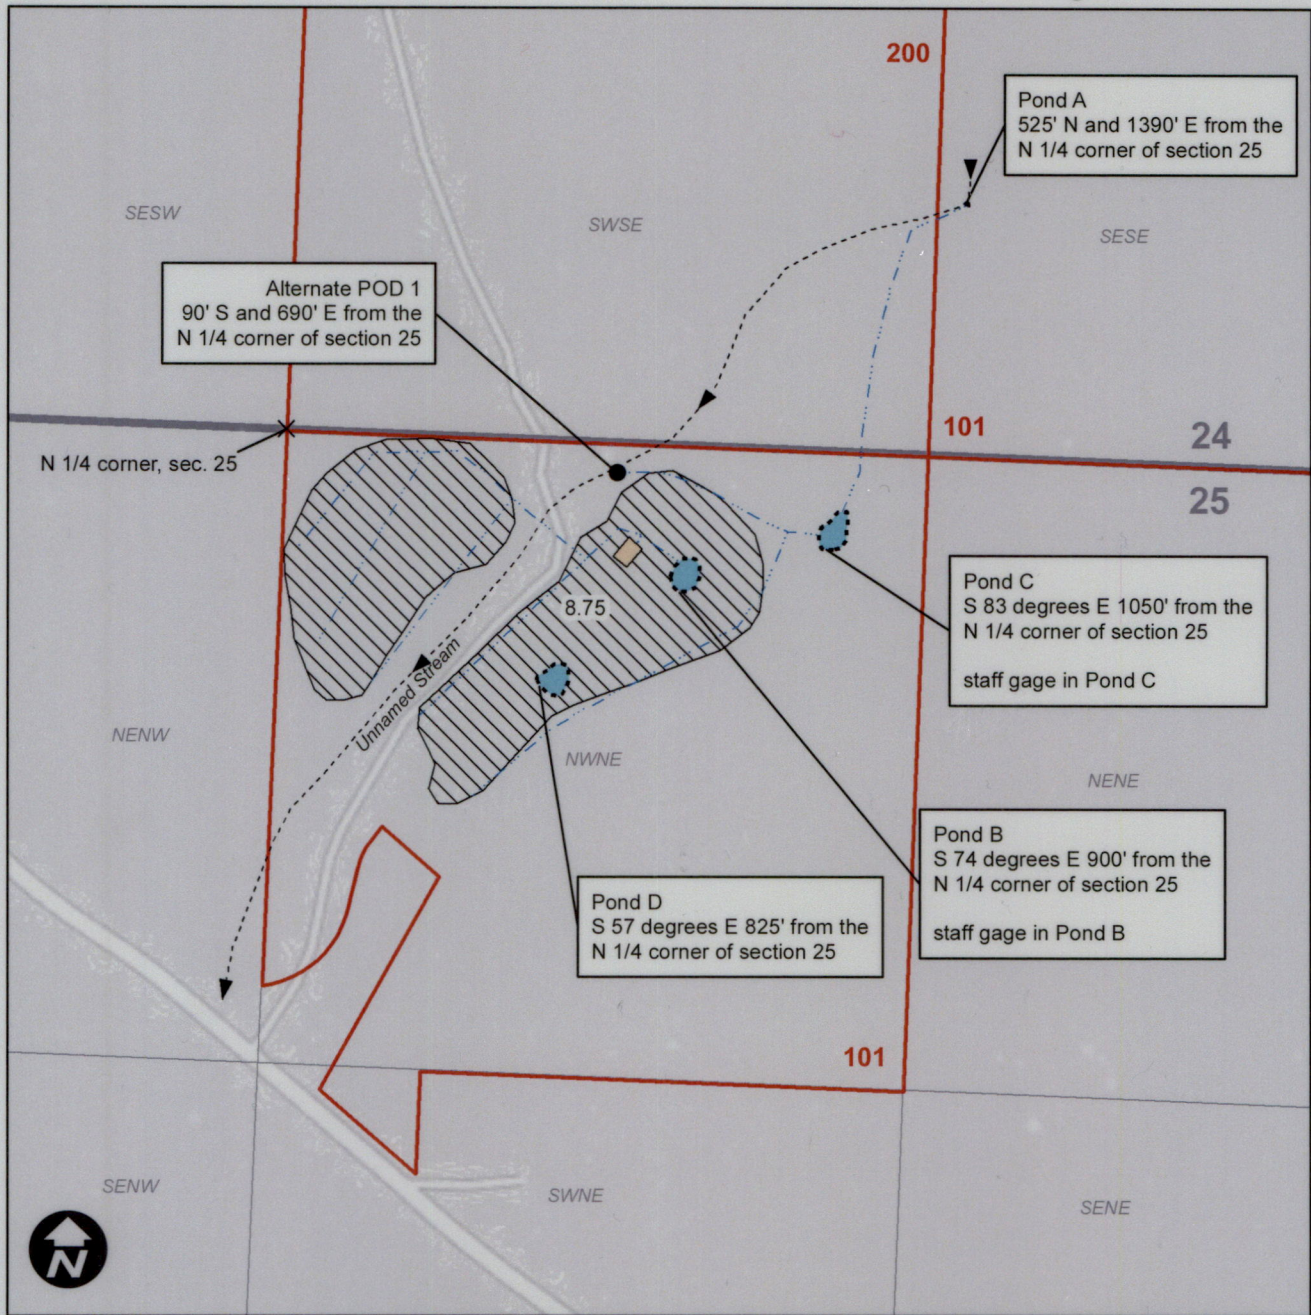 200
Pond A
525' N and 1390' E from the
N 1/4 corner of section 25
SESW
SWSE
SESE
Alternate POD 1
90' S and 690' E from the
N 1/4 corner of section 25
101
24
N 1/4 corner, sec. 25
25
Pond C
S 83 degrees E 1050' from the
N 1/4 corner of section 25
staff gage in Pond C
8.75
Unnamed Stream
NENW
NWNE
NENE
Pond B
S 74 degrees E 900' from the
N 1/4 corner of section 25
staff gage in Pond B
Pond D
S 57 degrees E 825' from the
N 1/4 corner of section 25
101
SENW
SWNE
SENE
N